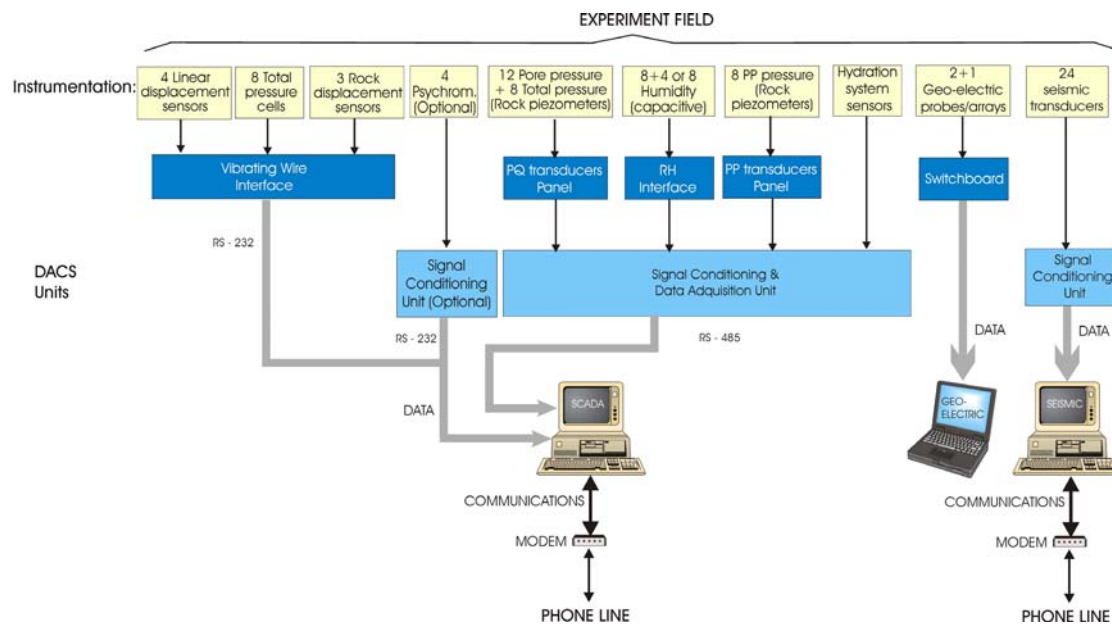 EXPERIMENT FIELD
Instrumentation:
4 Linear
displacement
sensors
8 Total
pressure
cells
3 Rock
displacement
sensors
4
Psychrom.
(Optional)
12 Pore pressure
+ 8 Total pressure
(Rock piezometers)
8+4 or 8
Humidity
(capacitive)
8 PP pressure
(Rock
piezometers)
Hydration
system
sensors
2+1
Geo-electric
probes/arrays
24
seismic
transducers
Vibrating Wire
Interface
PQ transducers
Panel
RH
Interface
PP transducers
Panel
Switchboard
RS - 232
DACS
Units
Signal
Conditioning
Unit (Optional)
Signal Conditioning &
Data Adquisition Unit
Signal
Conditioning
Unit
RS - 232
RS - 485
DATA
DATA
DATA
SCADA
GEO-
ELECTRIC
SEISMIC
COMMUNICATIONS
COMMUNICATIONS
MODEM
MODEM
PHONE LINE
PHONE LINE